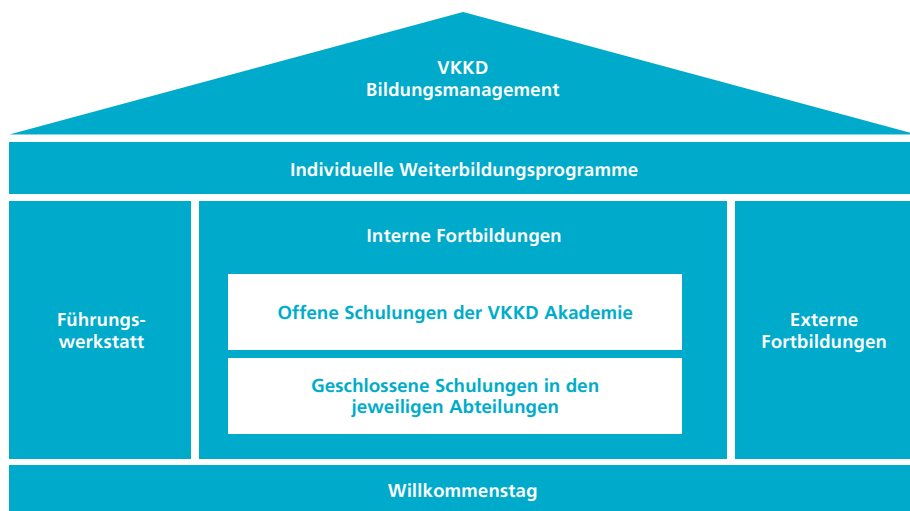 VKKD
Bildungsmanagement
Individuelle Weiterbildungsprogramme
Führungs-
werkstatt
Interne Fortbildungen
Offene Schulungen der VKKD Akademie
Geschlossene Schulungen in den
jeweiligen Abteilungen
Externe
Fortbildungen
Willkommenstag